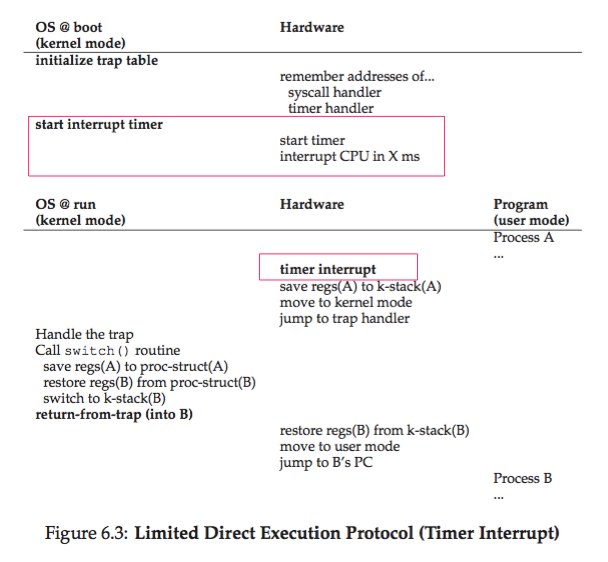 OS @ boot Hardware
(kernel mode)
initialize trap table
remember addresses of...
syscall handler
timer handler
start interrupt timer
start timer
interrupt CPU in X ms
OS @ run Hardware Program
(kernel mode) (user mode)
Process A
...
timer interrupt
save regs(A) to k-stack(A)
move to kernel mode
jump to trap handler
Handle the trap
Call switch() routine
save regs(A) to proc-struct(A)
restore regs(B) from proc-struct(B)
switch to k-stack(B)
return-from-trap (into B)
restore regs(B) from k-stack(B)
move to user mode
jump to B's PC
Process B
...
Figure 6.3: Limited Direct Execution Protocol (Timer Interrupt)